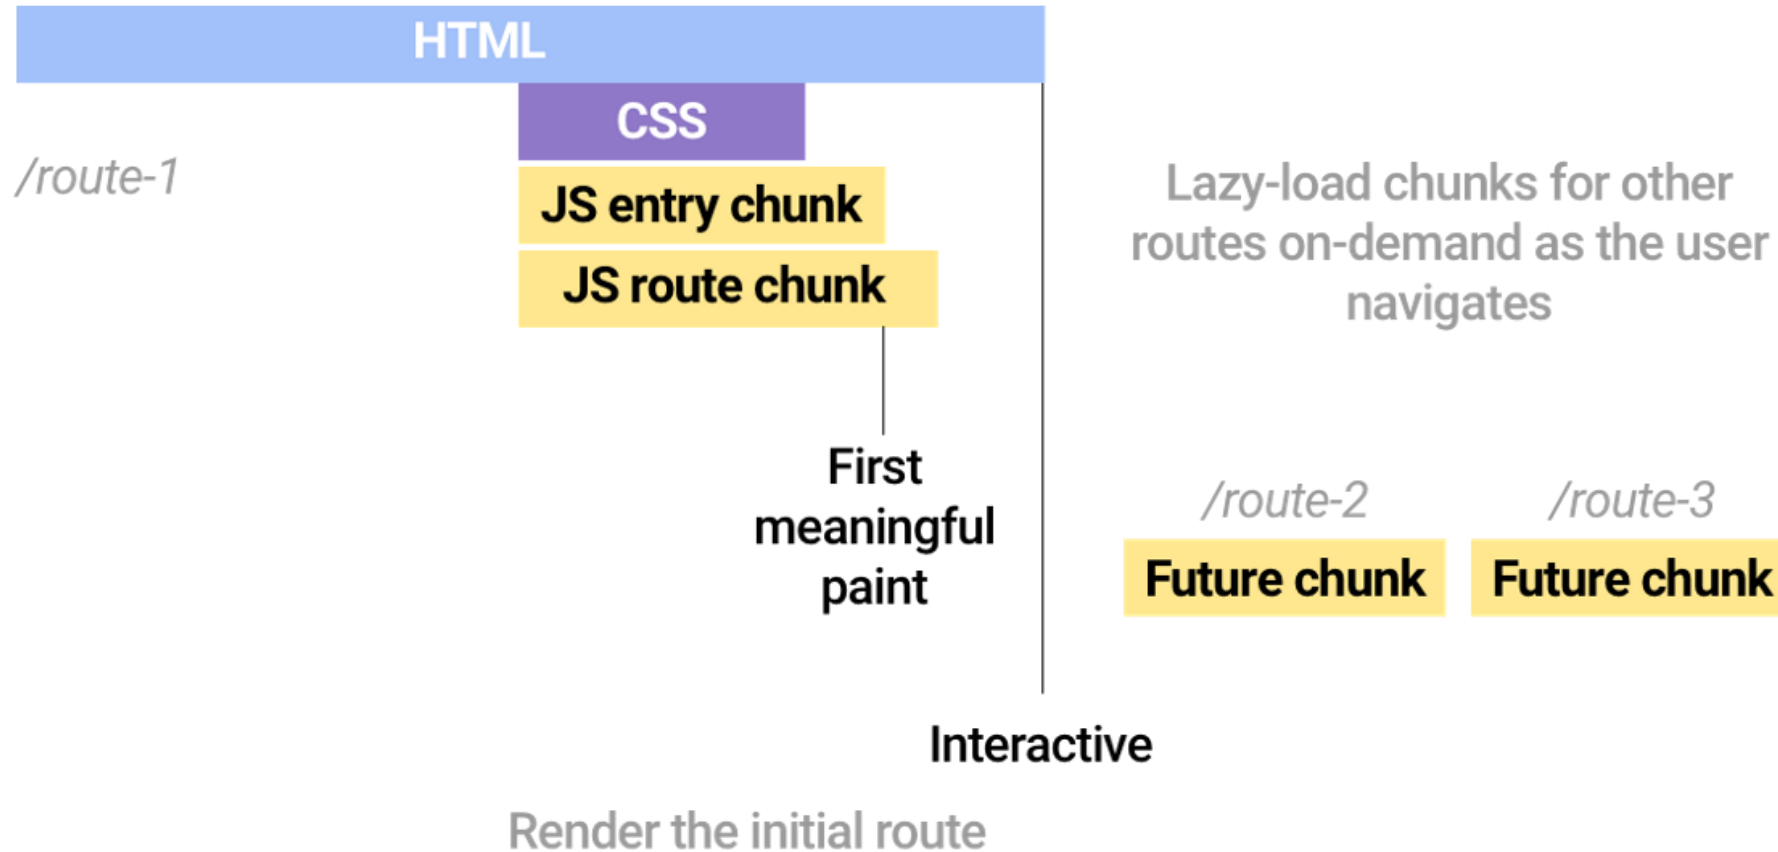 HTML
CSS
/route-1
JS entry chunk
JS route chunk
Lazy-load chunks for other
routes on-demand as the user
navigates
First
meaningful
paint
/route-2
/route-3
Future chunk
Future chunk
Interactive
Render the initial route